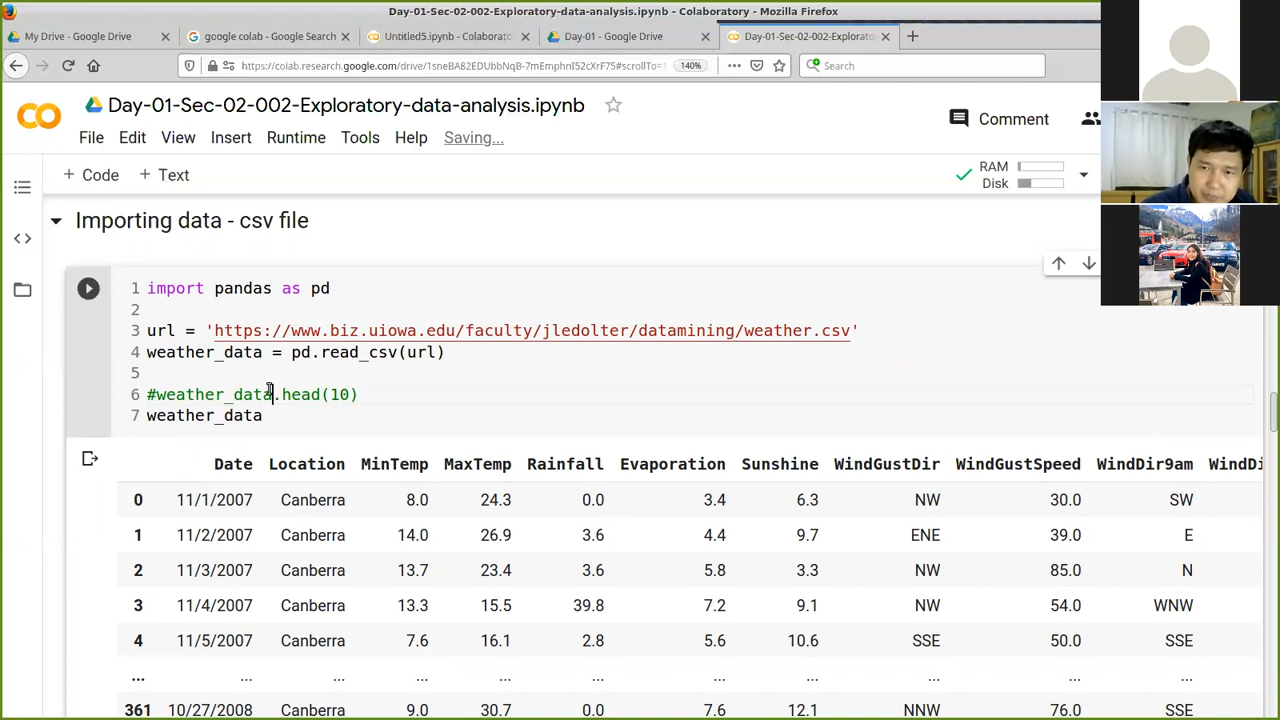 Day-01-Sec-02-002-Exploratory-data-analysis.ipynb - Colaboratory - Mozilla Firefox
My Drive - Google Drive × google colab - Google Search × Untitled5.ipynb - Colaborato × Day-01 - Google Drive × Day-01-Sec-02-002-Explorato ×
https://colab.research.google.com/drive/1sneBA82EDUbbNqB-7mEmphnI52cXrF75#scrollTo=1 140% Search
Day-01-Sec-02-002-Exploratory-data-analysis.ipynb
File Edit View Insert Runtime Tools Help Saving... Comment
+ Code + Text RAM Disk
Importing data - csv file
1 import pandas as pd
2
3 url = 'https://www.biz.uiowa.edu/faculty/jledolter/datamining/weather.csv'
4 weather_data = pd.read_csv(url)
5
6 #weather_data.head(10)
7 weather_data
Date Location MinTemp MaxTemp Rainfall Evaporation Sunshine WindGustDir WindGustSpeed WindDir9am WindDi
0 11/1/2007 Canberra 8.0 24.3 0.0 3.4 6.3 NW 30.0 SW
1 11/2/2007 Canberra 14.0 26.9 3.6 4.4 9.7 ENE 39.0 E
2 11/3/2007 Canberra 13.7 23.4 3.6 5.8 3.3 NW 85.0 N
3 11/4/2007 Canberra 13.3 15.5 39.8 7.2 9.1 NW 54.0 WNW
4 11/5/2007 Canberra 7.6 16.1 2.8 5.6 10.6 SSE 50.0 SSE
... ... ... ... ... ... ... ... ... ... ...
361 10/27/2008 Canberra 9.0 30.7 0.0 7.6 12.1 NNW 76.0 SSE